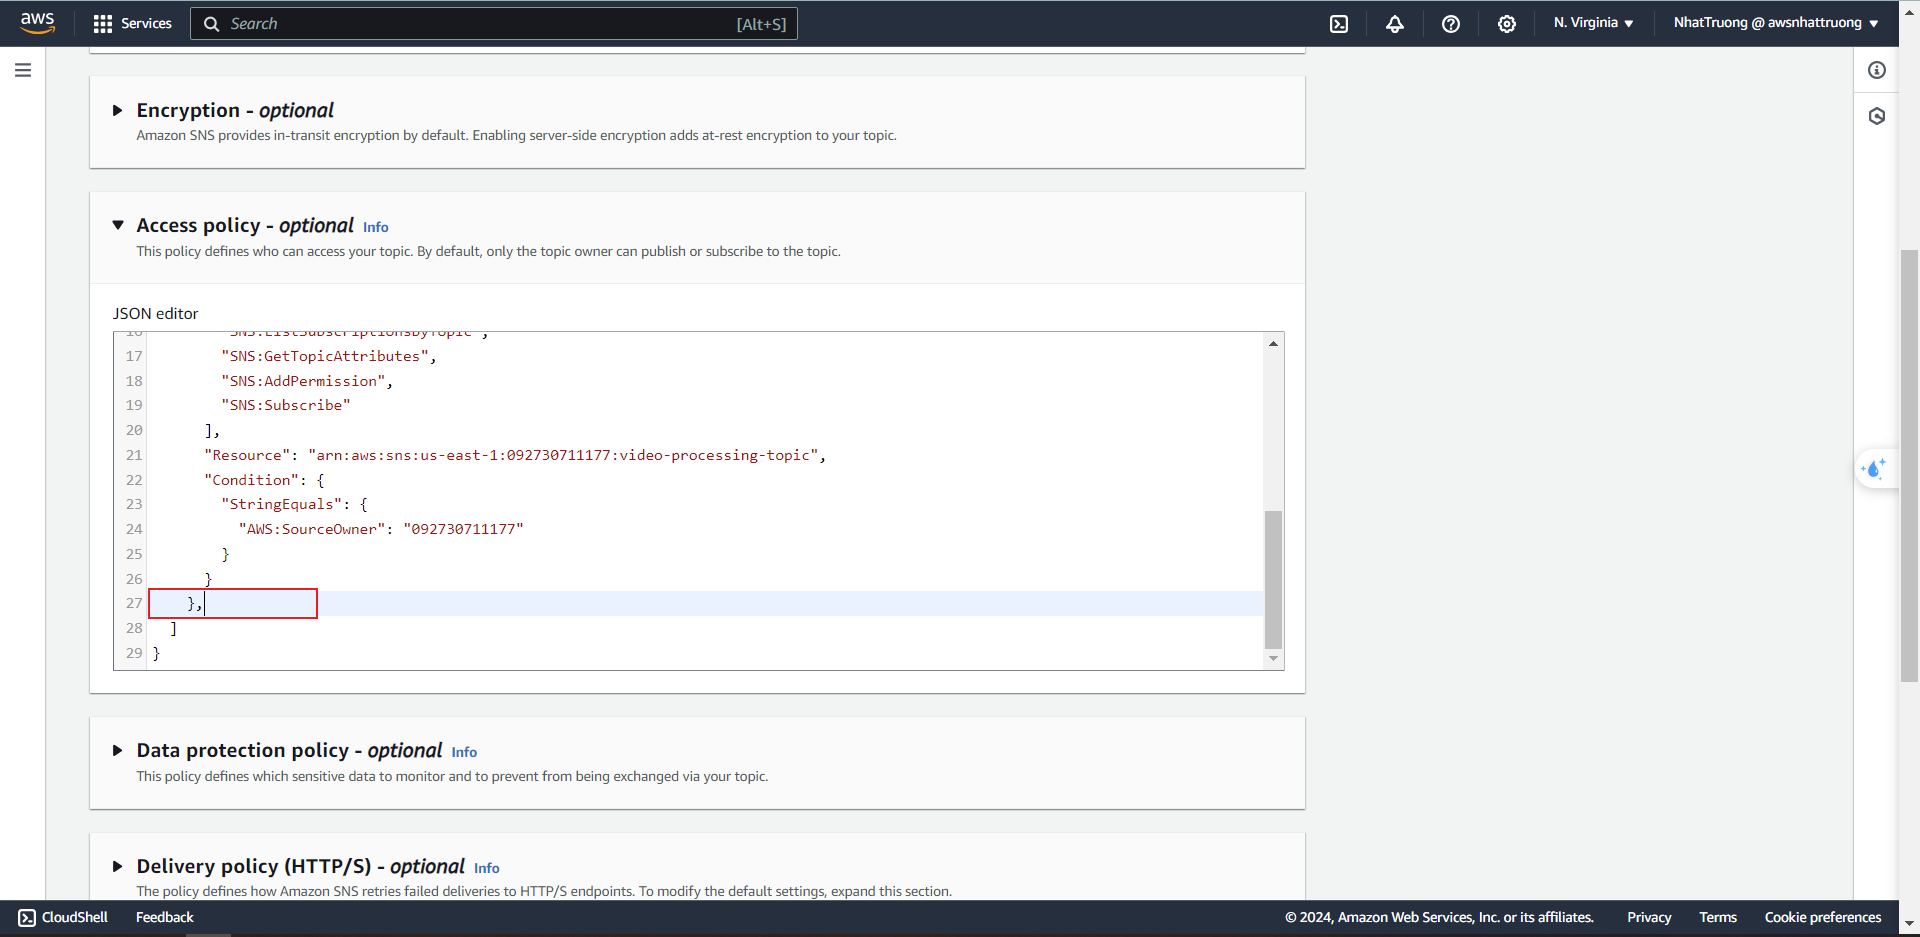 aws
Services
Search
[Alt+S]
N. Virginia
NhatTruong @ awsnhattruong
Encryption - optional
Amazon SNS provides in-transit encryption by default. Enabling server-side encryption adds at-rest encryption to your topic.
Access policy - optional Info
This policy defines who can access your topic. By default, only the topic owner can publish or subscribe to the topic.
JSON editor
16 "SNS:ListSubscriptionsByTopic",
17 "SNS:GetTopicAttributes",
18 "SNS:AddPermission",
19 "SNS:Subscribe"
20 ],
21 "Resource": "arn:aws:sns:us-east-1:092730711177:video-processing-topic",
22 "Condition": {
23 "StringEquals": {
24 "AWS:SourceOwner": "092730711177"
25 }
26 }
27 },
28 ]
29 }
Data protection policy - optional Info
This policy defines which sensitive data to monitor and to prevent from being exchanged via your topic.
Delivery policy (HTTP/S) - optional Info
The policy defines how Amazon SNS retries failed deliveries to HTTP/S endpoints. To modify the default settings, expand this section.
CloudShell
Feedback
© 2024, Amazon Web Services, Inc. or its affiliates.
Privacy
Terms
Cookie preferences